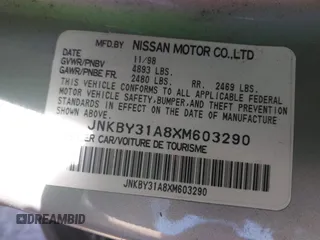 MFD.BY NISSAN MOTOR CO.,LTD
DATE 11/98
GVWR/PNBV 4893 LBS.
GAWR/PNBE FR. 2480 LBS. RR. 2469 LBS.
THIS VEHICLE CONFORMS TO ALL APPLICABLE
FEDERAL MOTOR VEHICLE
SAFETY, BUMPER, AND THEFT PREVENTION
STANDARDS IN EFFECT ON THE DATE OF MANUFACTURE
SHOWN ABOVE.
JNKBY31A8XM603290
ER CAR/VOITURE DE TOURISME
JNKBY31A8XM603290
DREAMBID